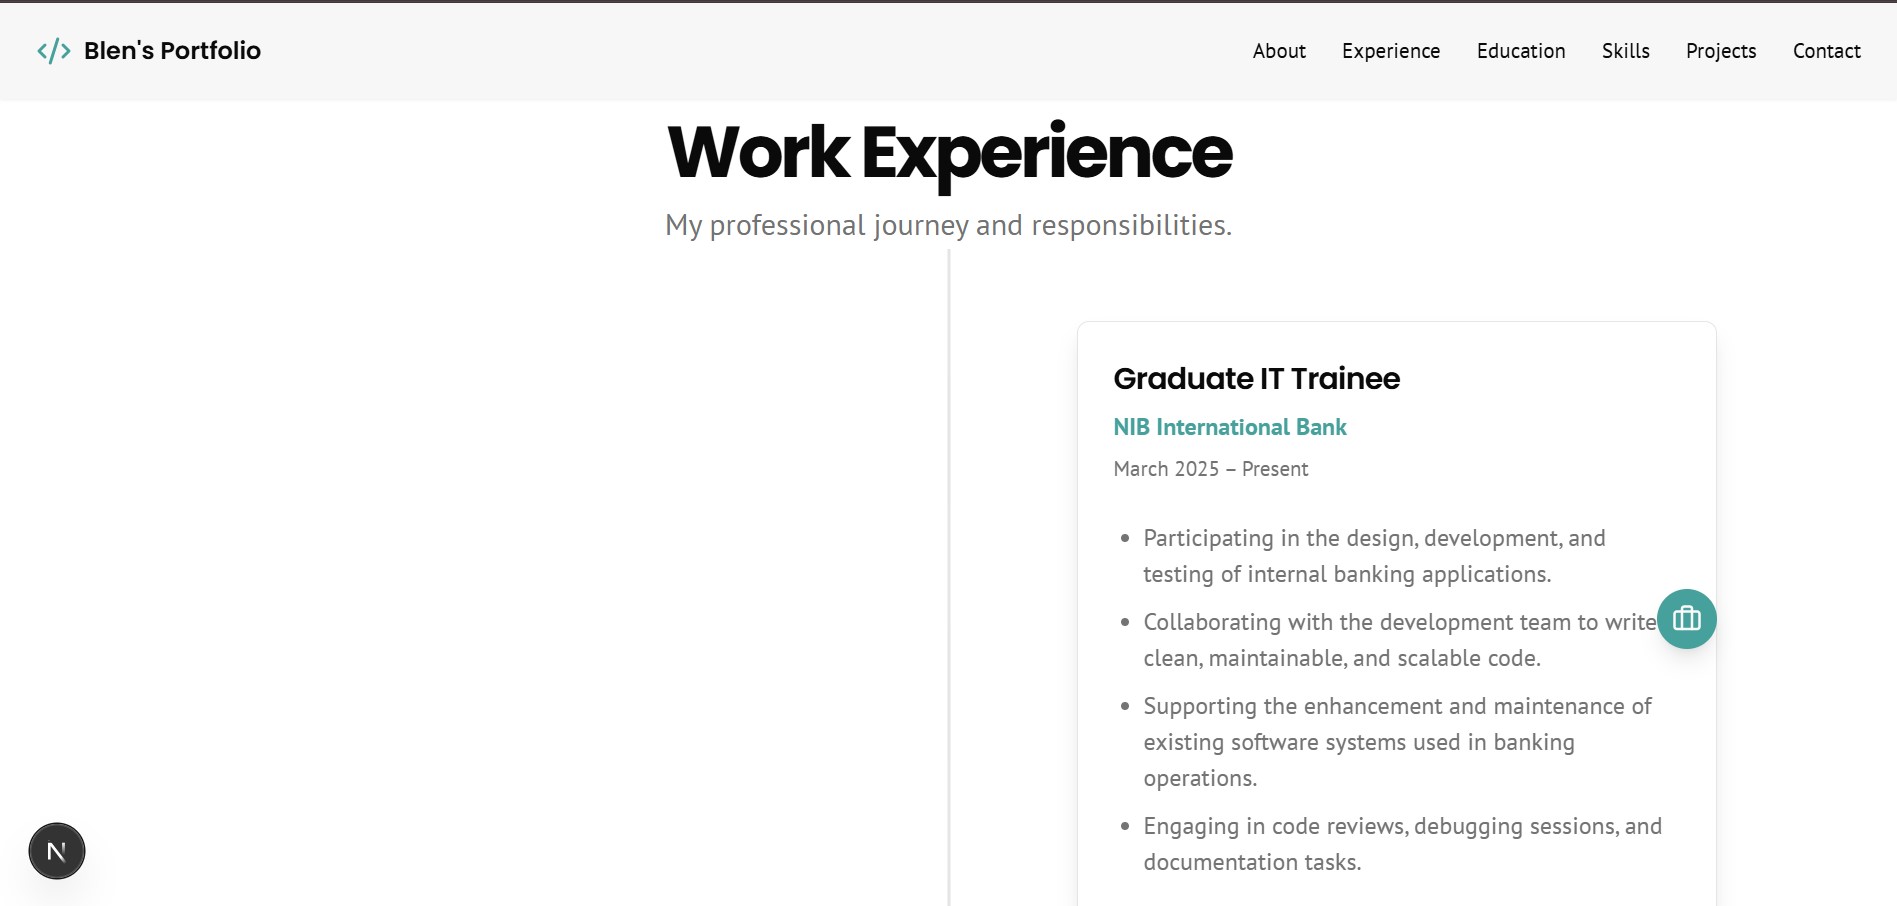 Blen's Portfolio
About Experience Education Skills Projects Contact
Work Experience
My professional journey and responsibilities.
Graduate IT Trainee
NIB International Bank
March 2025 – Present
• Participating in the design, development, and
testing of internal banking applications.
• Collaborating with the development team to write
clean, maintainable, and scalable code.
• Supporting the enhancement and maintenance of
existing software systems used in banking
operations.
• Engaging in code reviews, debugging sessions, and
documentation tasks.
N